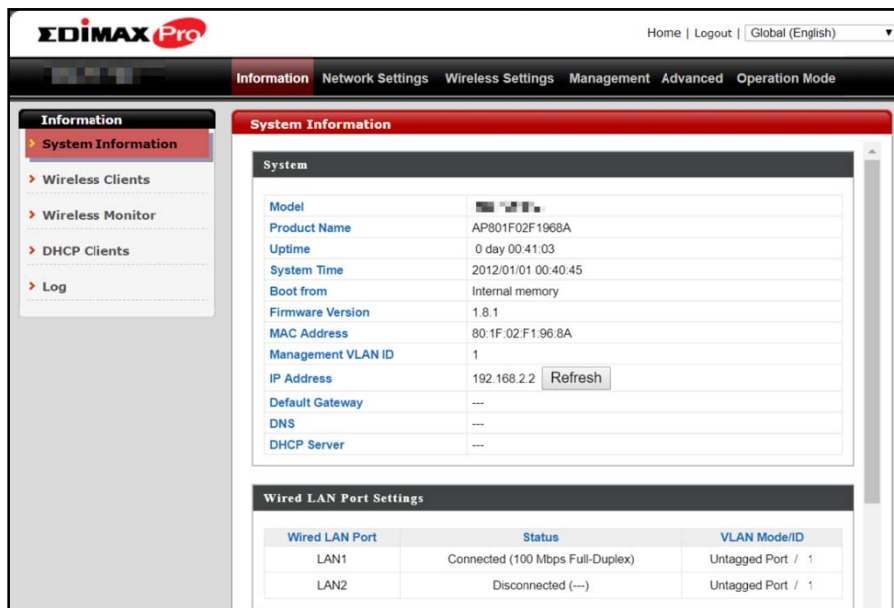 EDIMAX Pro
Home | Logout | Global (English)
Information Network Settings Wireless Settings Management Advanced Operation Mode
Information
System Information
Wireless Clients
Wireless Monitor
DHCP Clients
Log
System Information
System
Model
Product Name AP801F02F1968A
Uptime 0 day 00:41:03
System Time 2012/01/01 00:40:45
Boot from Internal memory
Firmware Version 1.8.1
MAC Address 80:1F:02:F1:96:8A
Management VLAN ID 1
IP Address 192.168.2.2 Refresh
Default Gateway ---
DNS ---
DHCP Server ---
Wired LAN Port Settings
Wired LAN Port Status VLAN Mode/ID
LAN1 Connected (100 Mbps Full-Duplex) Untagged Port / 1
LAN2 Disconnected (---) Untagged Port / 1